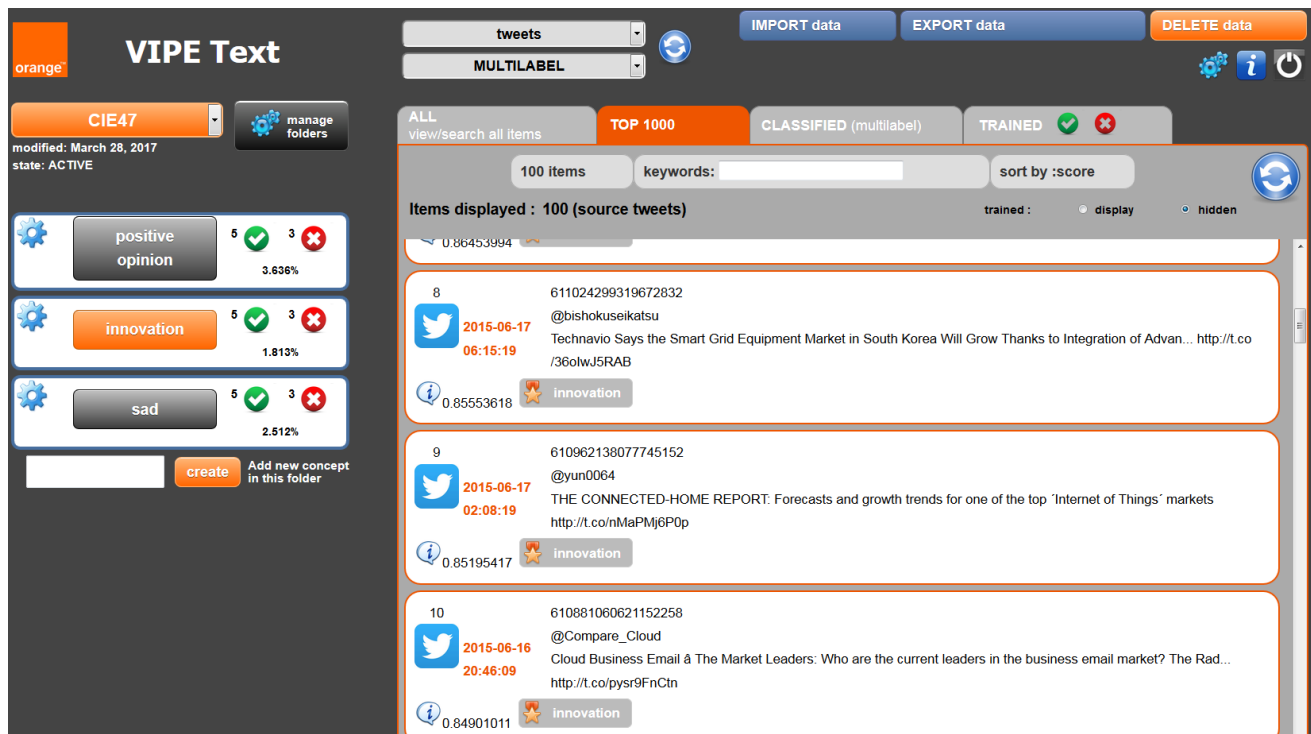 orange™
VIPE Text
tweets
MULTILABEL
IMPORT data
EXPORT data
DELETE data
CIE47
manage
folders
modified: March 28, 2017
state: ACTIVE
ALL
view/search all items
TOP 1000
CLASSIFIED (multilabel)
TRAINED
100 items
keywords:
sort by :score
Items displayed : 100 (source tweets)
trained :
display
hidden
positive
opinion
5
3
3.636%
innovation
5
3
1.813%
sad
5
3
2.512%
create
Add new concept
in this folder
0.86453994
8
611024299319672832
@bishokuseikatsu
2015-06-17
06:15:19
Technavio Says the Smart Grid Equipment Market in South Korea Will Grow Thanks to Integration of Advan... http://t.co
/36olwJ5RAB
0.85553618
innovation
9
610962138077745152
@yun0064
2015-06-17
02:08:19
THE CONNECTED-HOME REPORT: Forecasts and growth trends for one of the top ´Internet of Things´ markets
http://t.co/nMaPMj6P0p
0.85195417
innovation
10
610881060621152258
@Compare_Cloud
2015-06-16
20:46:09
Cloud Business Email â The Market Leaders: Who are the current leaders in the business email market? The Rad...
http://t.co/pysr9FnCtn
0.84901011
innovation